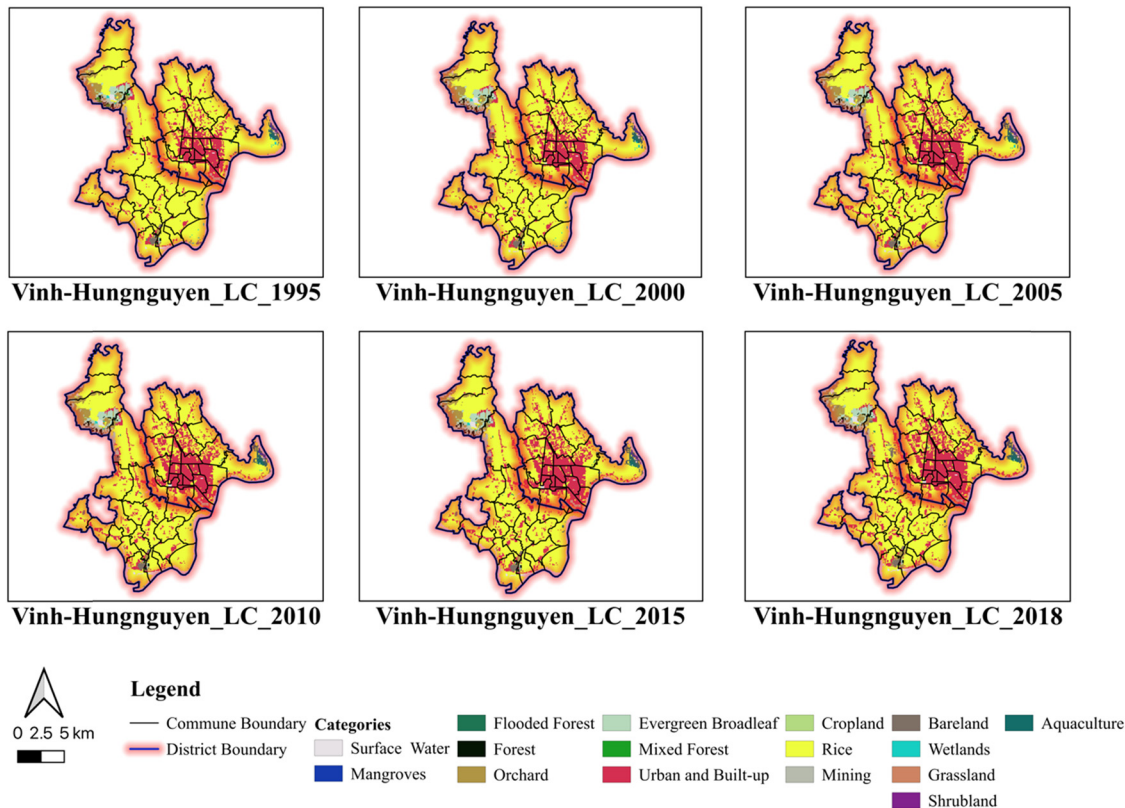 Vinh-Hungnguyen_LC_1995
Vinh-Hungnguyen_LC_2000
Vinh-Hungnguyen_LC_2005
Vinh-Hungnguyen_LC_2010
Vinh-Hungnguyen_LC_2015
Vinh-Hungnguyen_LC_2018
0 2.5 5 km
Legend
Commune Boundary
District Boundary
Categories
Surface Water
Mangroves
Flooded Forest
Forest
Orchard
Evergreen Broadleaf
Mixed Forest
Urban and Built-up
Cropland
Rice
Mining
Bareland
Wetlands
Grassland
Shrubland
Aquaculture